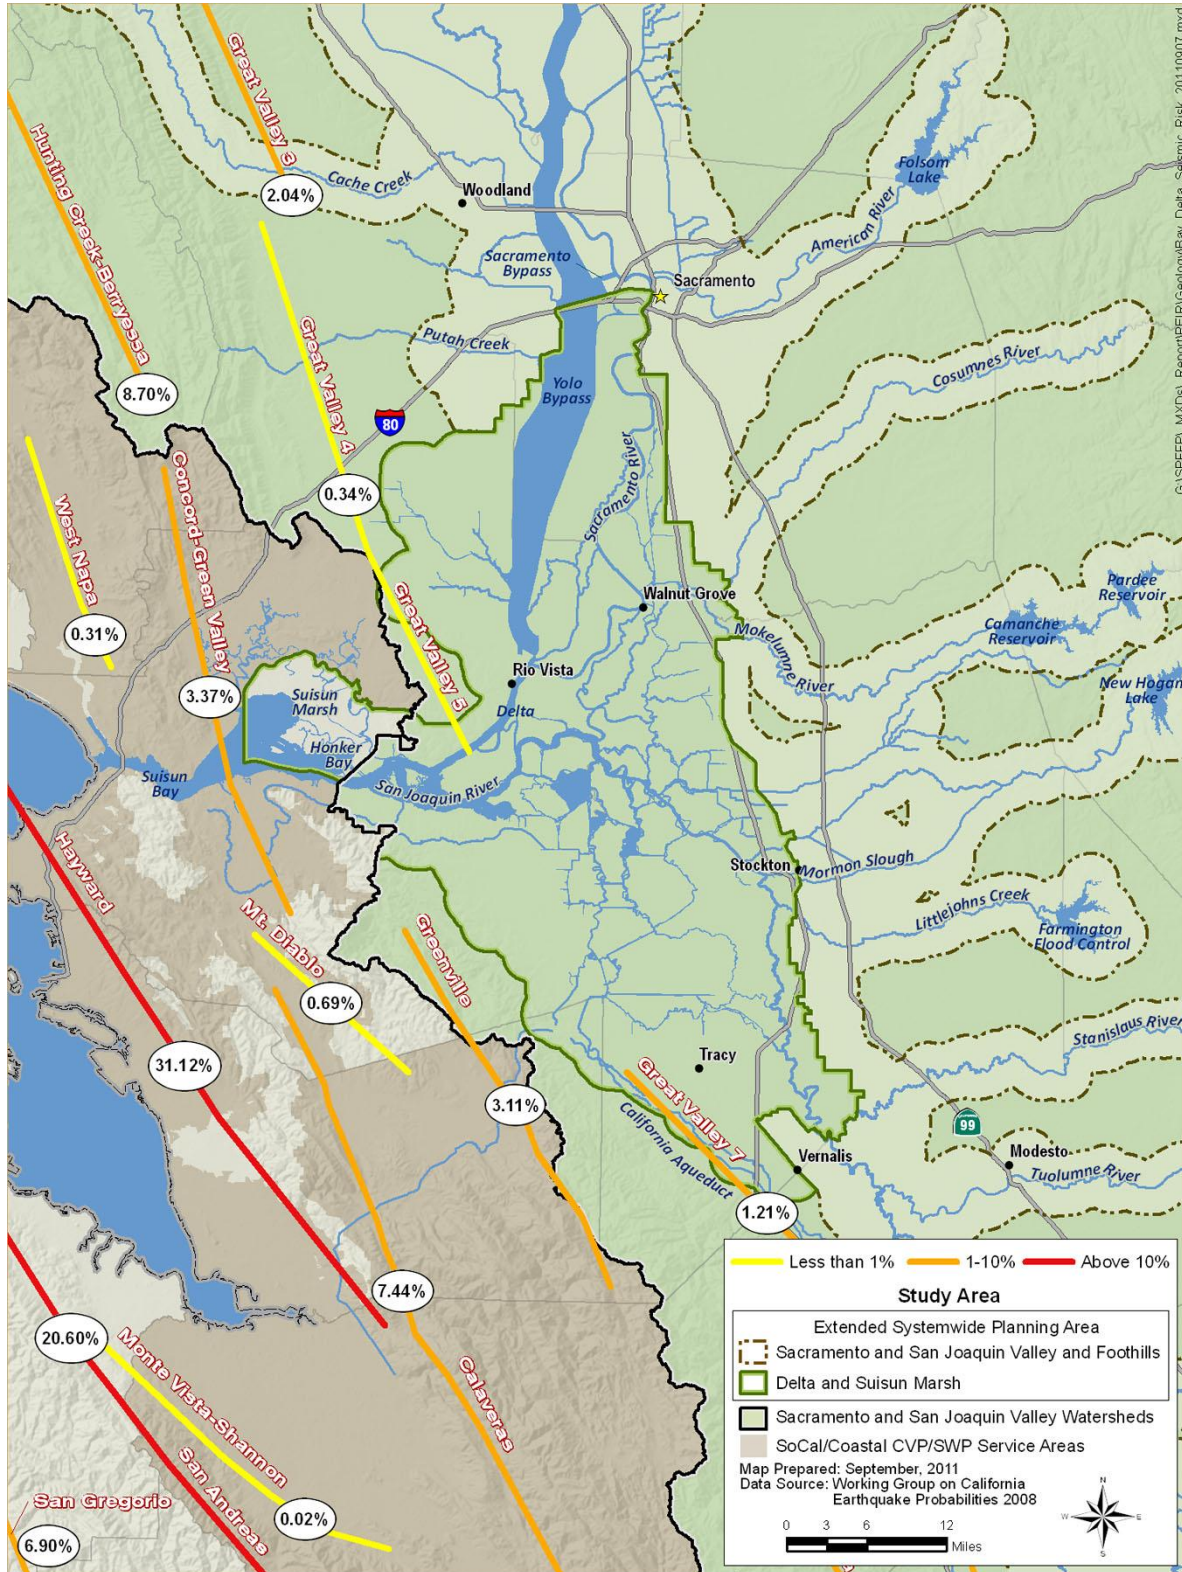 G:\SPFEP\_MXDs\_Report\PEIR\Geology\Bay_Delta_Seismic_Risk_20110907.mxd
Great Valley 3
2.04%
Hunting Creek-Berryessa
8.70%
Cache Creek
Woodland
Folsom
Lake
American River
Sacramento
Bypass
Sacramento
Putah Creek
Yolo
Bypass
Cosumnes River
80
Great Valley 4
0.34%
Concord-Green Valley
3.37%
West Napa
0.31%
Sacramento River
Great Valley 5
Walnut Grove
Mokelumne
River
Pardee
Reservoir
Camanche
Reservoir
New Hogan
Lake
Rio Vista
Delta
Suisun
Marsh
Honker
Bay
Suisun
Bay
San Joaquin River
Hayward
31.12%
Stockton
Mormon Slough
Littlejohns Creek
Farmington
Flood Control
Mt. Diablo
0.69%
Greenville
3.11%
Stanislaus River
Tracy
Great Valley 7
1.21%
California Aqueduct
Vernalis
99
Modesto
Tuolumne River
7.44%
Calaveras
20.60%
Monte Vista-Shannon
0.02%
San Andreas
San Gregorio
6.90%
Less than 1%
1-10%
Above 10%
Study Area
Extended Systemwide Planning Area
Sacramento and San Joaquin Valley and Foothills
Delta and Suisun Marsh
Sacramento and San Joaquin Valley Watersheds
SoCal/Coastal CVP/SWP Service Areas
Map Prepared: September, 2011
Data Source: Working Group on California
Earthquake Probabilities 2008
N
W
E
S
0 3 6 12
Miles